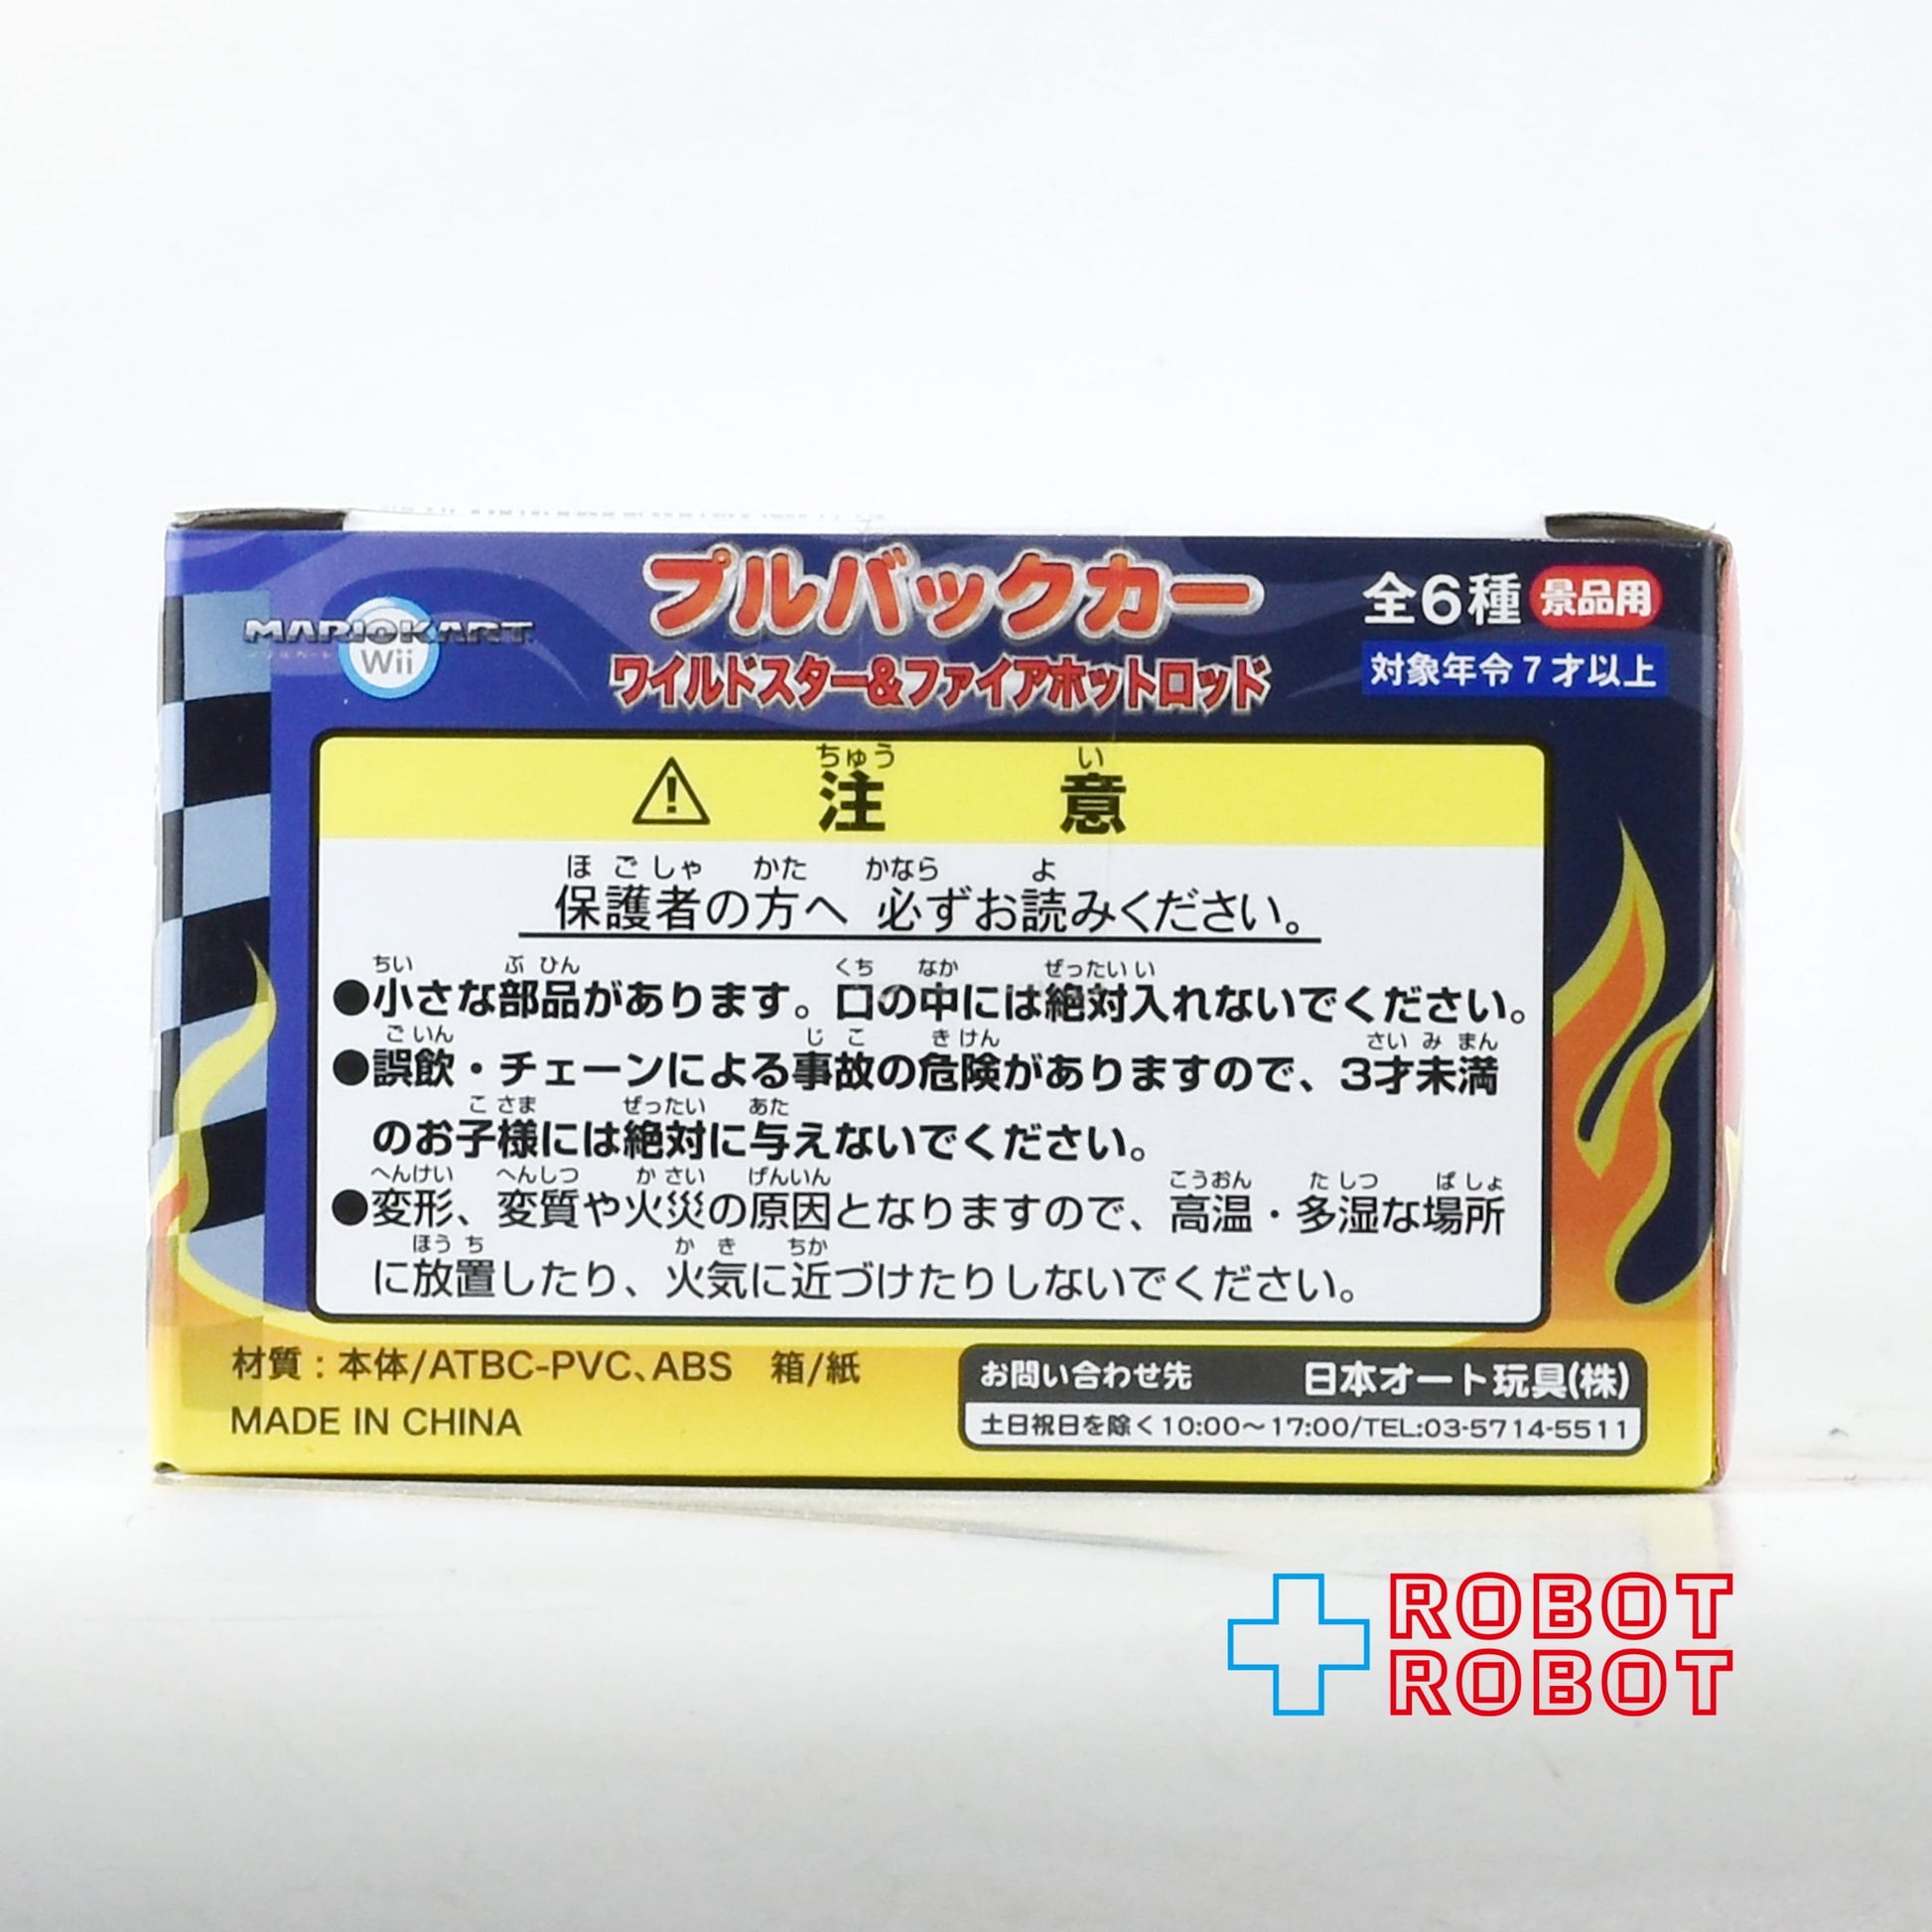 MARIOKART
Wii
プルバックカー
ワイルドスター&ファイアホットロッド
全6種 景品用
対象年令7才以上
ちゅう い
注 意
ほ ご しゃ かた かなら よ
保護者の方へ 必ずお読みください。
ちい ぶ ひん くち なか ぜったい い
●小さな部品があります。口の中には絶対入れないでください。
ご いん じ こ き けん さい み まん
●誤飲・チェーンによる事故の危険がありますので、3才未満
こ さま ぜったい あた
のお子様には絶対に与えないでください。
へんけい へんしつ か さい げんいん こうおん た しつ ば しょ
●変形、変質や火災の原因となりますので、高温・多湿な場所
ほう ち か き ちか
に放置したり、火気に近づけたりしないでください。
材質:本体/ATBC-PVC、ABS 箱/紙
MADE IN CHINA
お問い合わせ先 日本オート玩具(株)
土日祝日を除く10:00～17:00/TEL:03-5714-5511
ROBOT
ROBOT